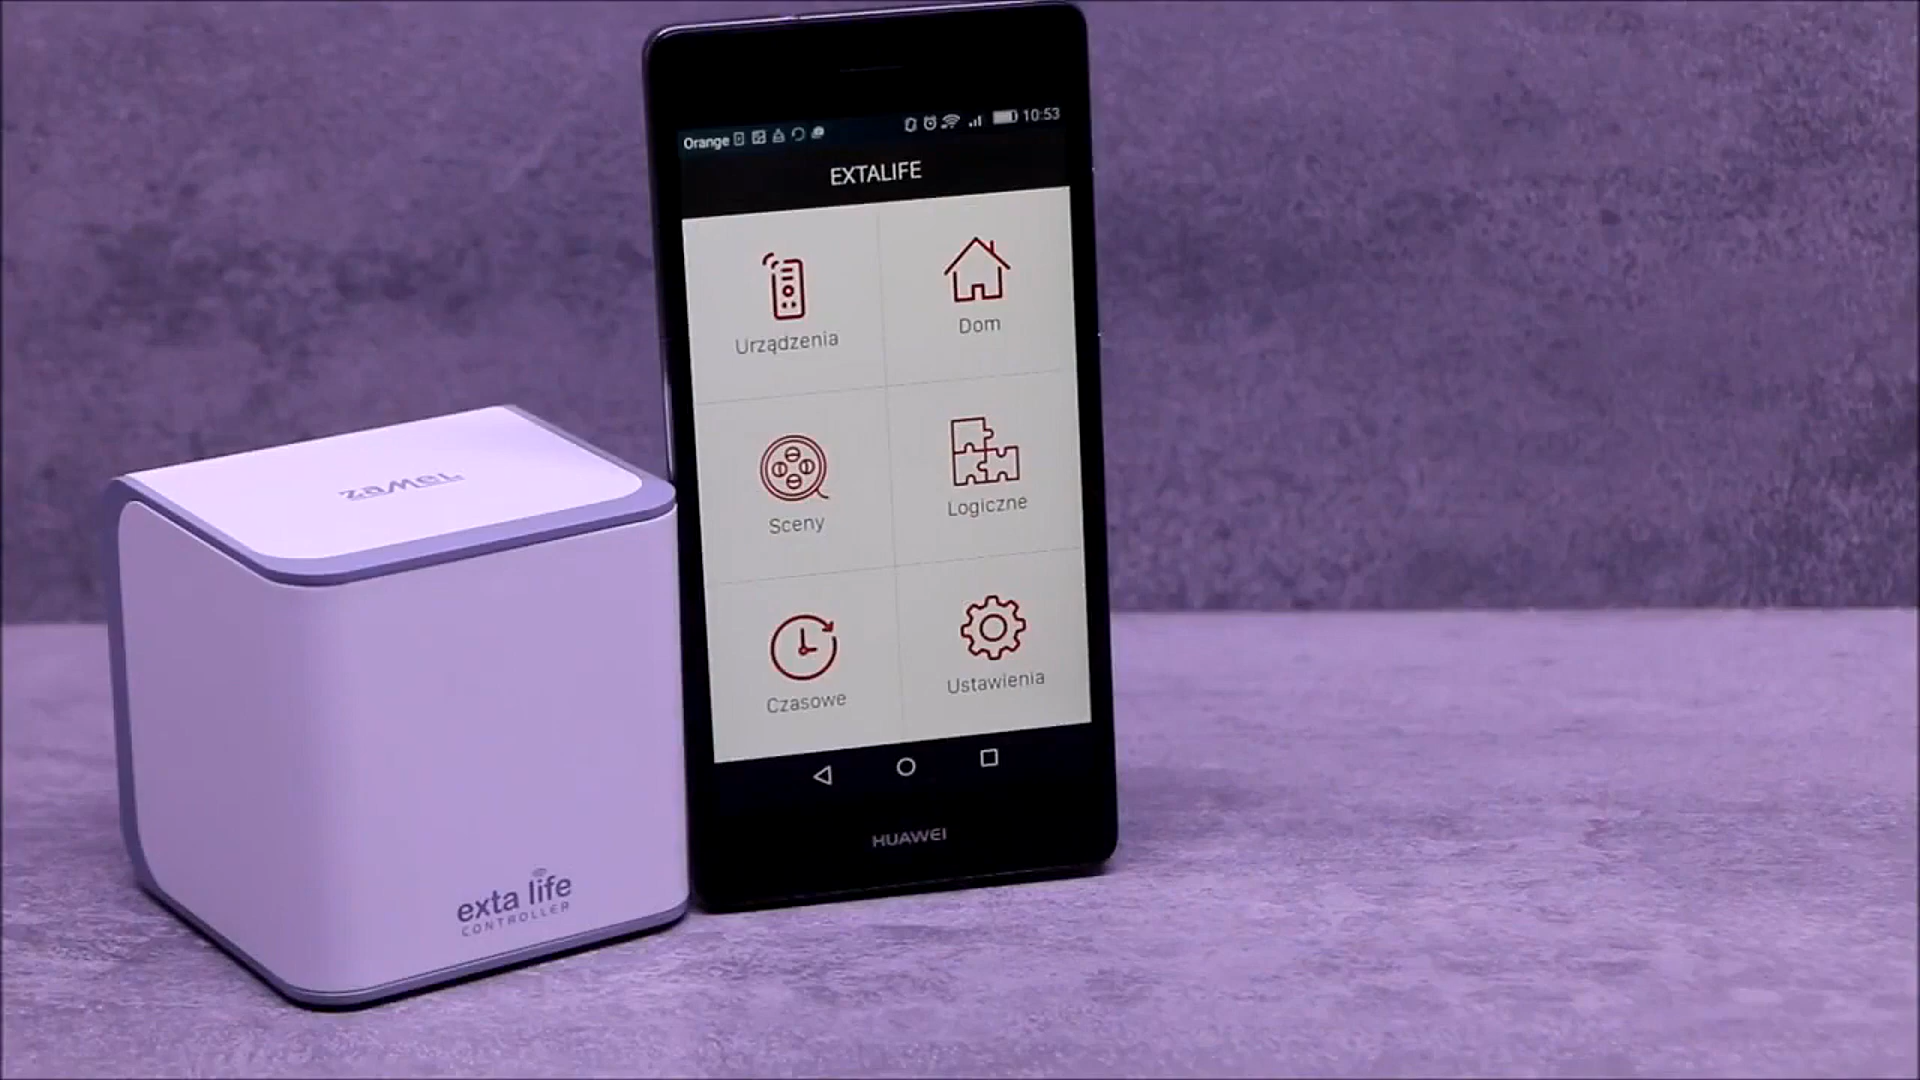 Orange 10:53
EXTALIFE
Urządzenia
Dom
Sceny
Logiczne
Czasowe
Ustawienia
HUAWEI
zamel
exta life
CONTROLLER